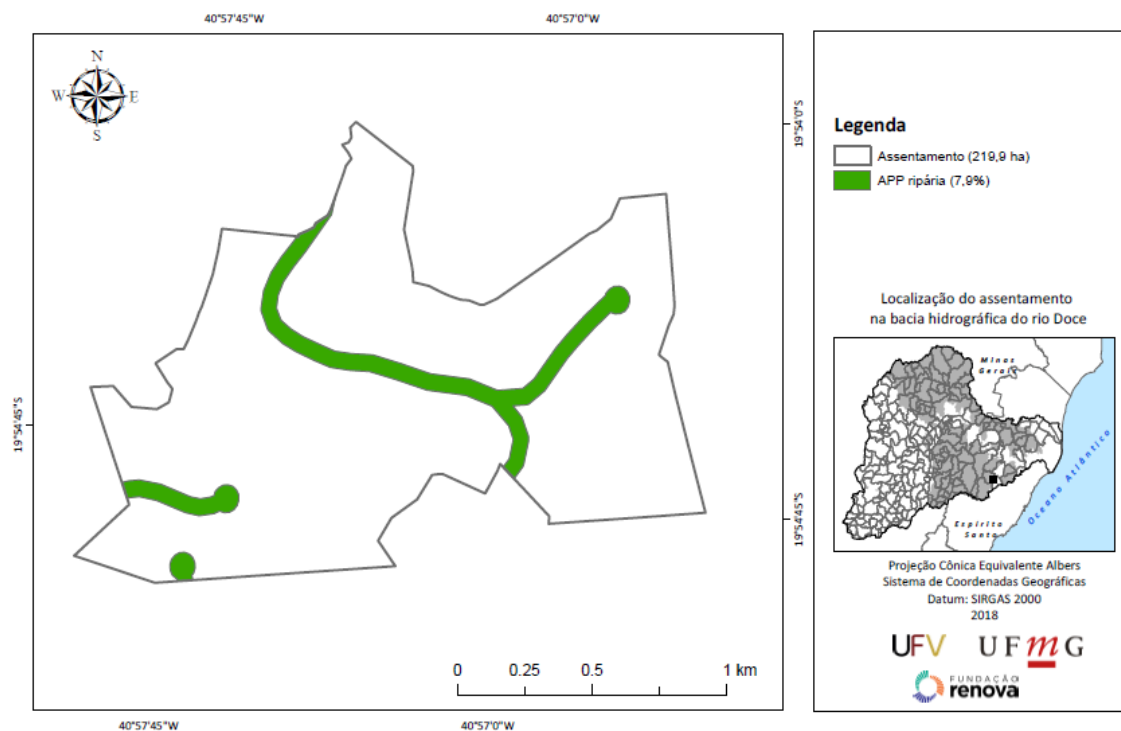 40°57'45"W
40°57'0"W
N
W
E
S
19°54'0"S
19°54'45"S
19°54'45"S
0
0.25
0.5
1 km
40°57'45"W
40°57'0"W
Legenda
Assentamento (219,9 ha)
APP ripária (7,9%)
Localização do assentamento
na bacia hidrográfica do rio Doce
Minas
Gerais
Oceano Atlântico
Espírito
Santo
Projeção Cônica Equivalente Albers
Sistema de Coordenadas Geográficas
Datum: SIRGAS 2000
2018
UFV
UFmG
FUNDAÇÃO
renova